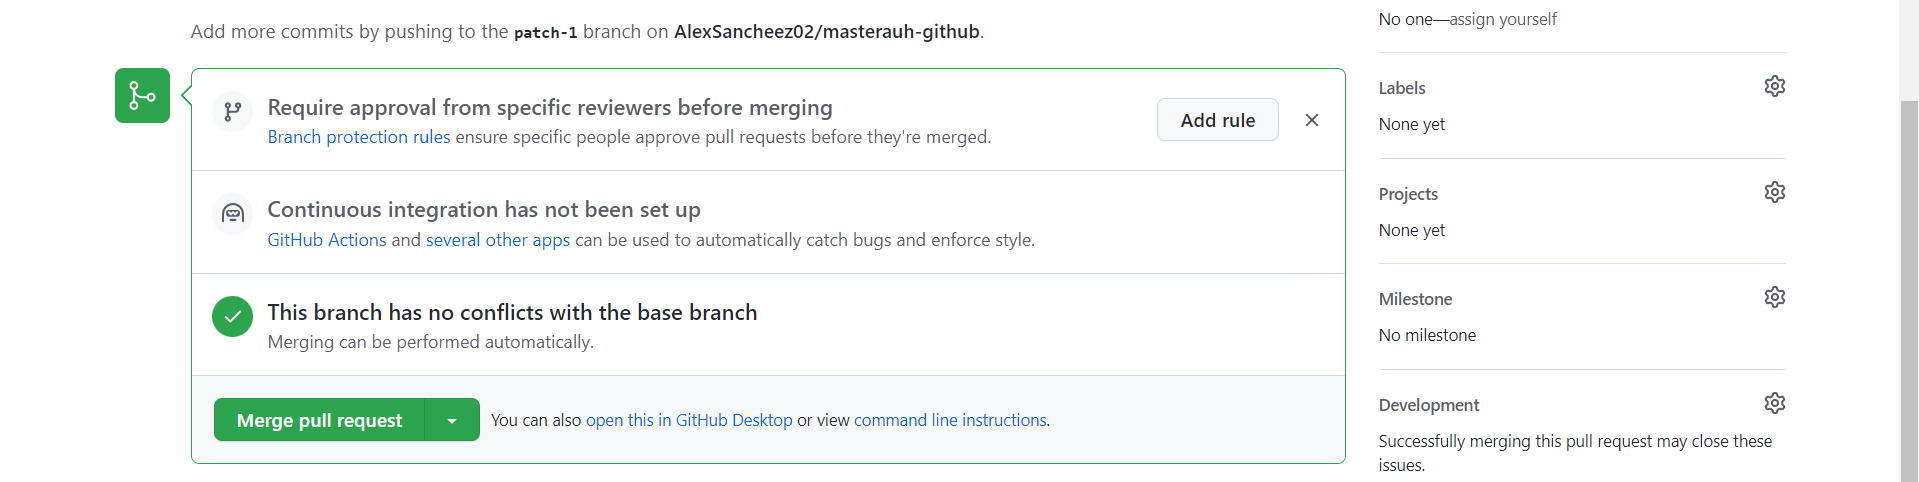 Add more commits by pushing to the patch-1 branch on AlexSancheez02/masterauh-github.
Require approval from specific reviewers before merging
Branch protection rules ensure specific people approve pull requests before they're merged.
Add rule
Continuous integration has not been set up
GitHub Actions and several other apps can be used to automatically catch bugs and enforce style.
This branch has no conflicts with the base branch
Merging can be performed automatically.
Merge pull request
You can also open this in GitHub Desktop or view command line instructions.
No one—assign yourself
Labels
None yet
Projects
None yet
Milestone
No milestone
Development
Successfully merging this pull request may close these
issues.